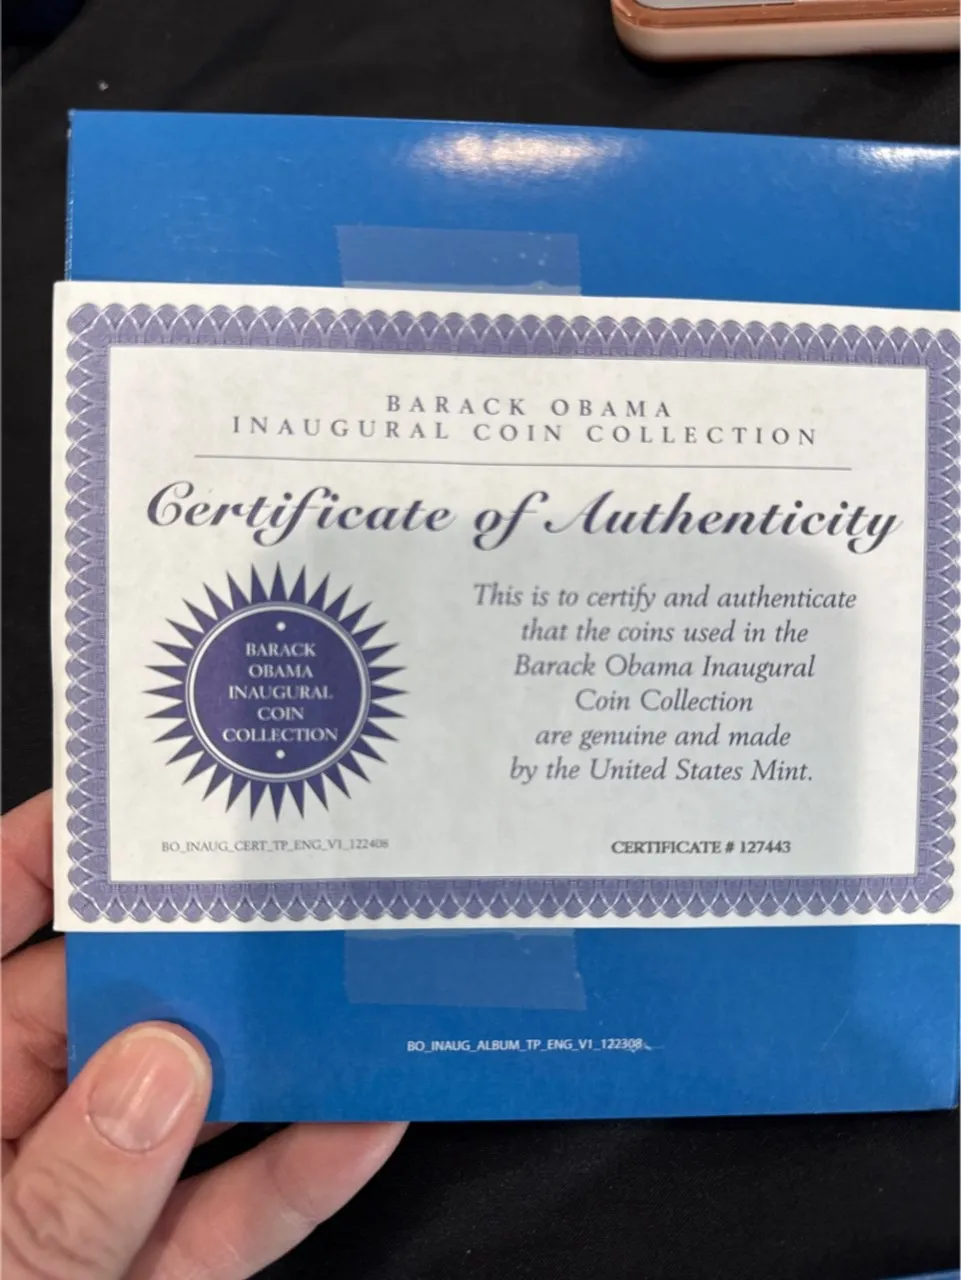 BARACK OBAMA
INAUGURAL COIN COLLECTION
Certificate of Authenticity
BARACK
OBAMA
INAUGURAL
COIN
COLLECTION
This is to certify and authenticate
that the coins used in the
Barack Obama Inaugural
Coin Collection
are genuine and made
by the United States Mint.
BO_INAUG_CERT_TP_ENG_V1_122408
CERTIFICATE # 127443
BO_INAUG_ALBUM_TP_ENG_V1_122308